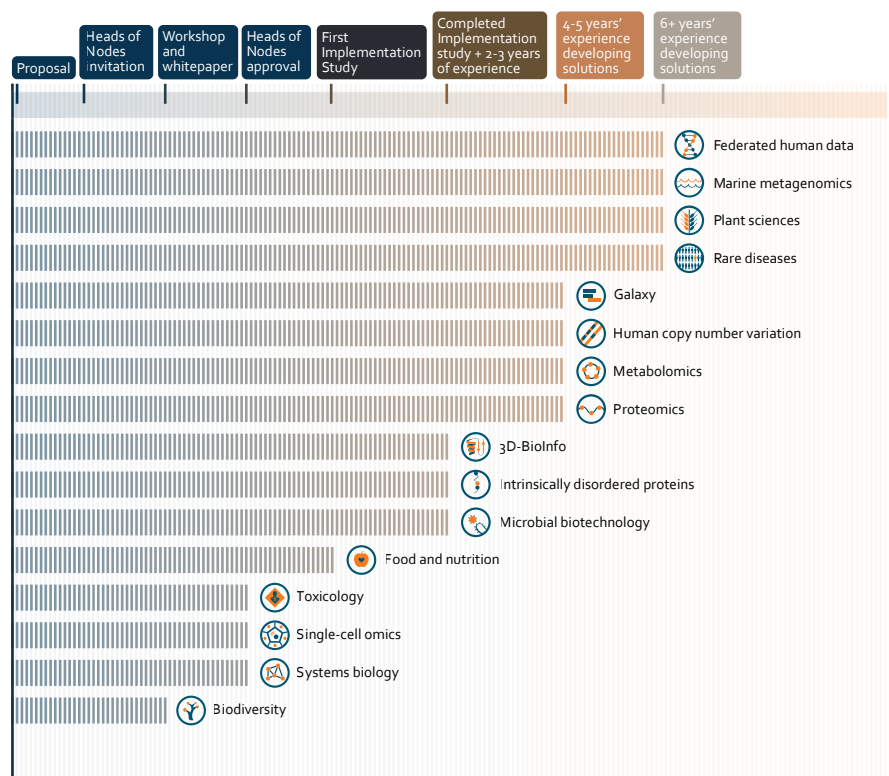 Proposal
Heads of
Nodes
invitation
Workshop
and
whitepaper
Heads of
Nodes
approval
First
Implementation
Study
Completed
Implementation
study + 2-3 years
of experience
4-5 years’
experience
developing
solutions
6+ years’
experience
developing
solutions
Federated human data
Marine metagenomics
Plant sciences
Rare diseases
Galaxy
Human copy number variation
Metabolomics
Proteomics
3D-BioInfo
Intrinsically disordered proteins
Microbial biotechnology
Food and nutrition
Toxicology
Single-cell omics
Systems biology
Biodiversity